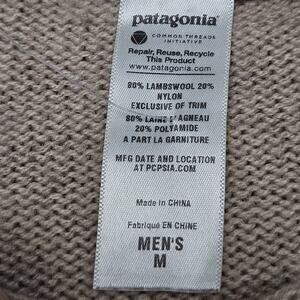 patagonia
COMMON THREADS
INITIATIVE
Repair, Reuse, Recycle
This Product
www.patagonia.com
80% LAMBSWOOL 20%
NYLON
EXCLUSIVE OF TRIM
80% LAINE D'AGNEAU
20% POLYAMIDE
A PART LA GARNITURE
MFG DATE AND LOCATION
AT PCPSIA.COM
Made in CHINA
Fabriqué EN CHINE
MEN'S
M